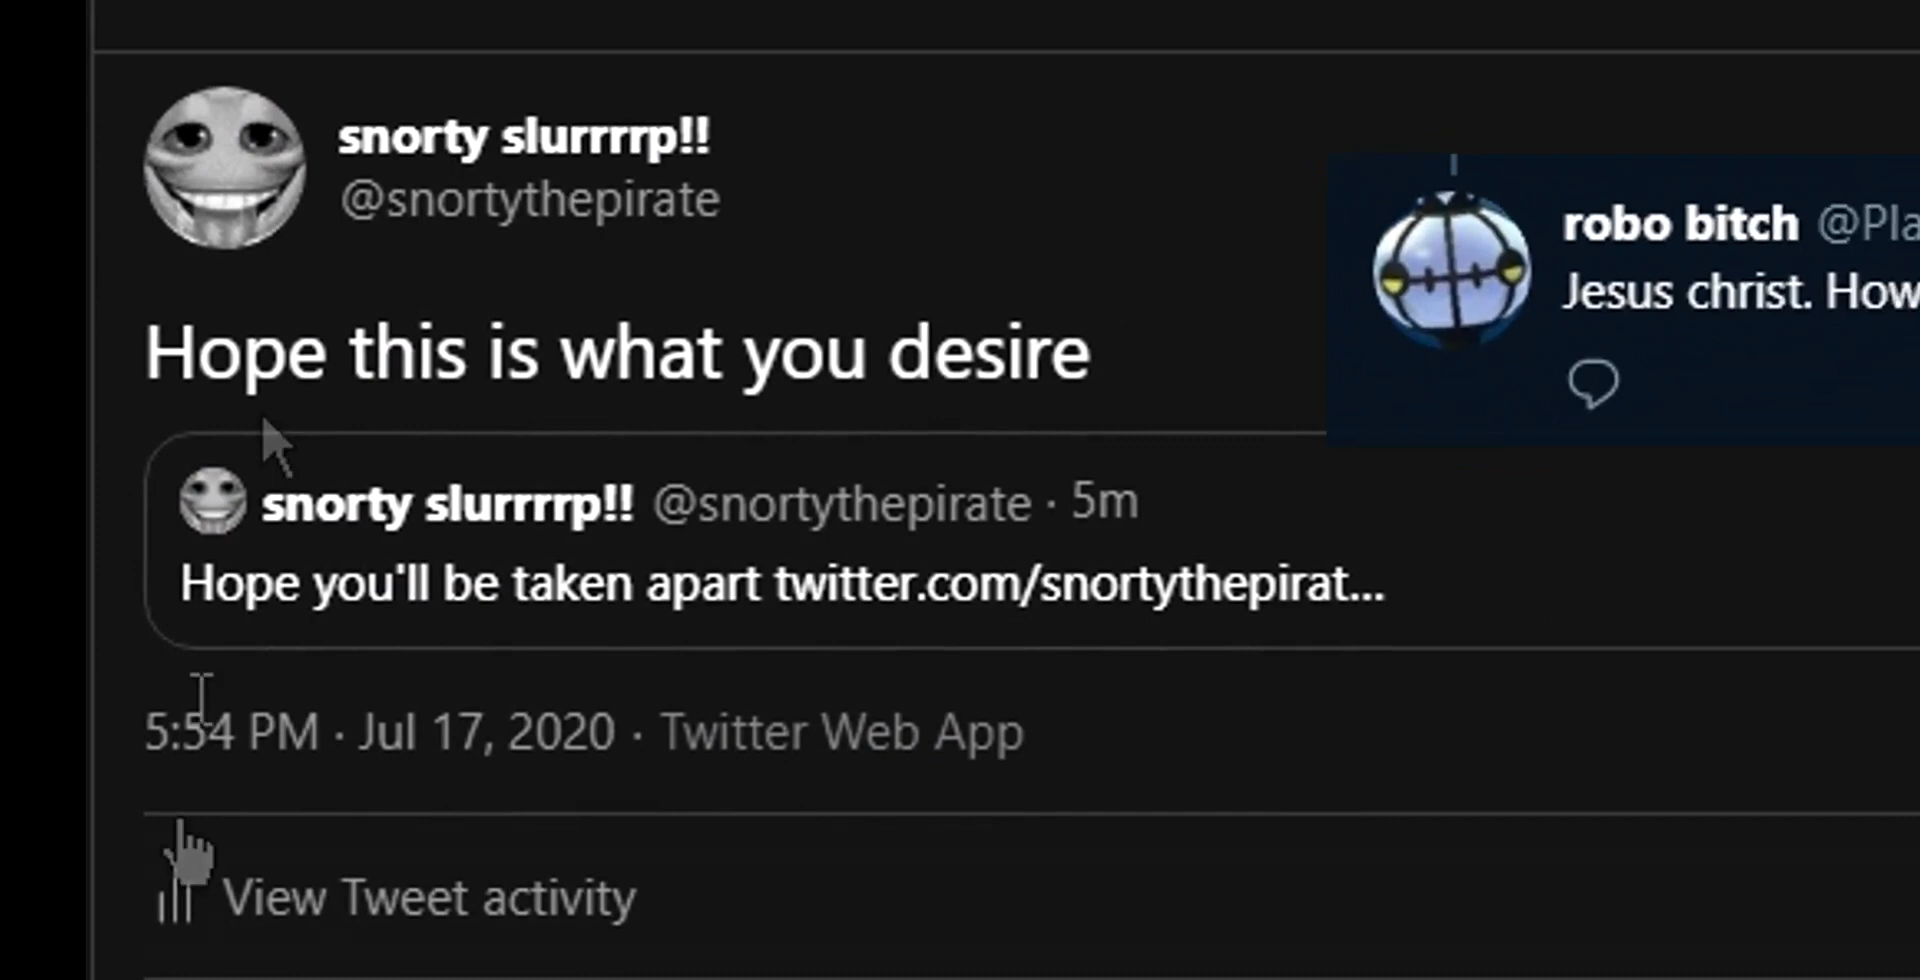 snorty slurrrrp!!
@snortythepirate
Hope this is what you desire
snorty slurrrrp!! @snortythepirate · 5m
Hope you'll be taken apart twitter.com/snortythepirat...
5:54 PM · Jul 17, 2020 · Twitter Web App
View Tweet activity
robo bitch @Pla
Jesus christ. How